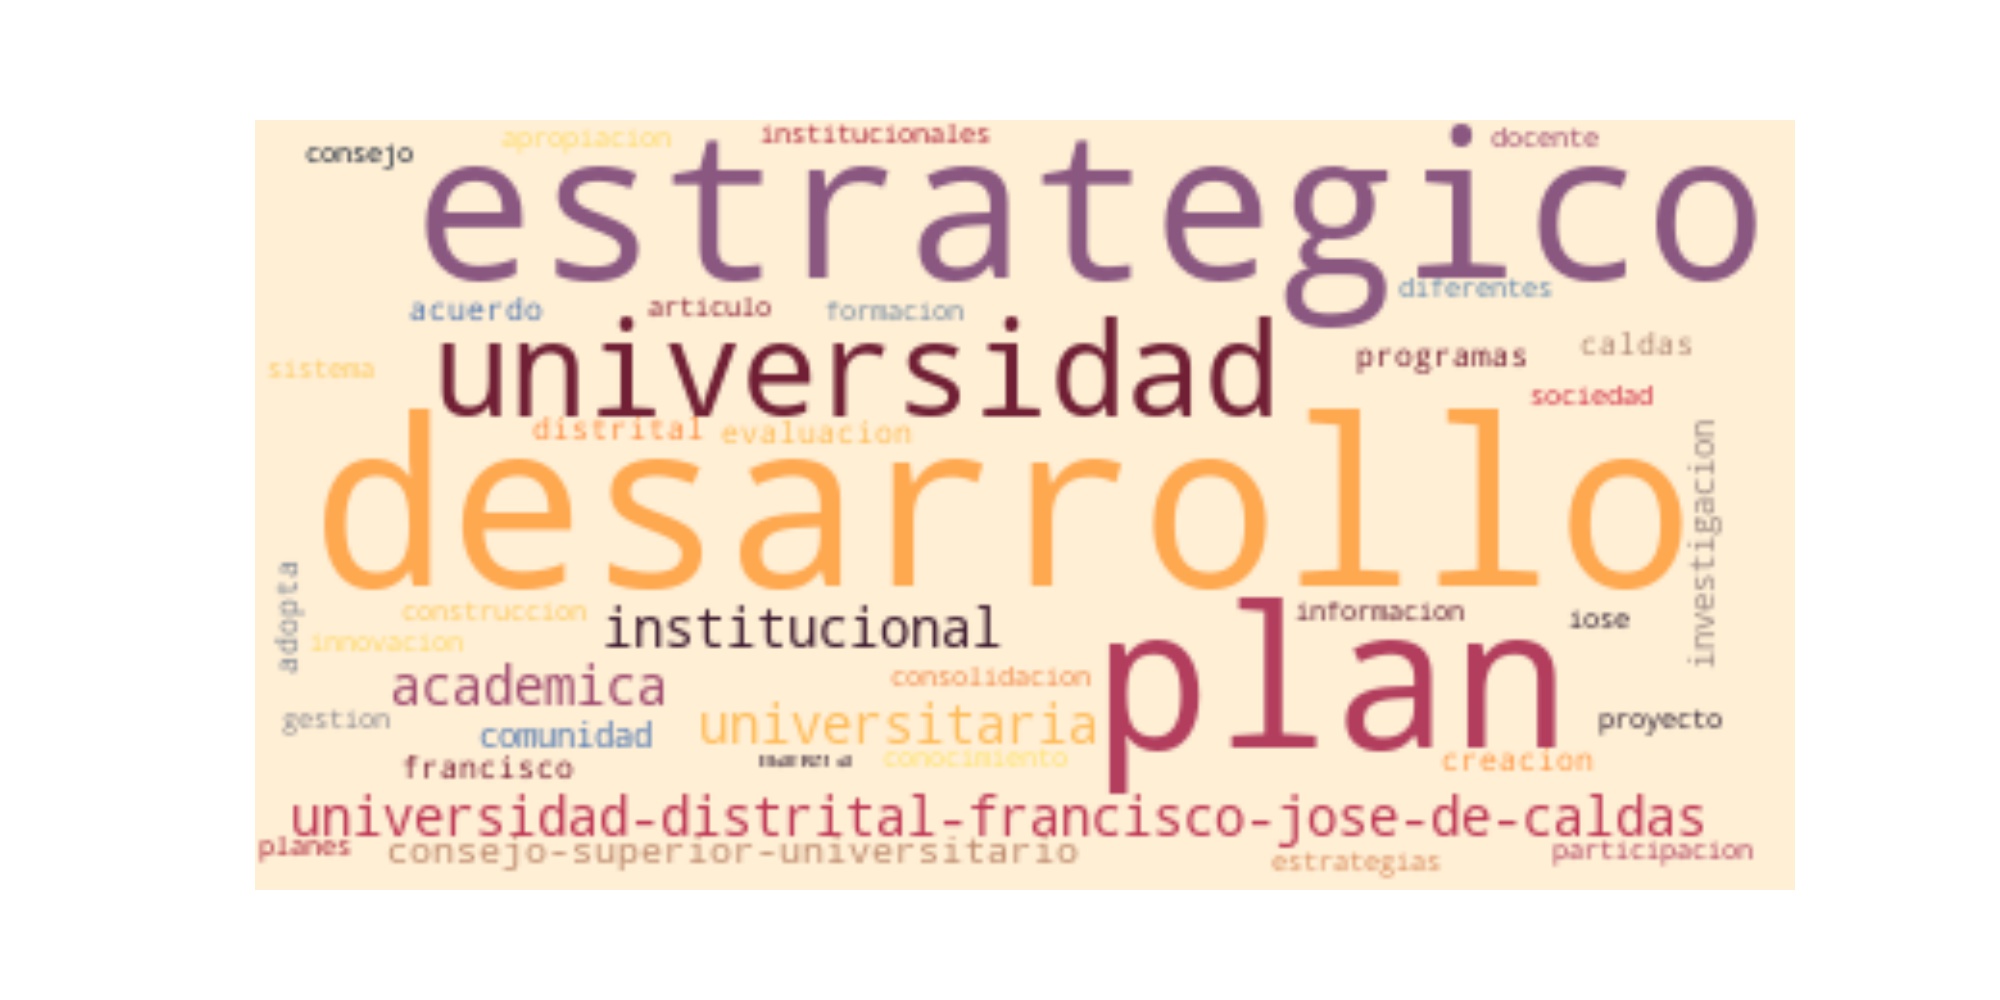 consejo
apropiacion
institucionales
docente
estrategico
diferentes
acuerdo
articulo
formacion
universidad
programas
caldas
sistema
sociedad
distrital
evaluacion
desarrollo
investigacion
adopta
construccion
institucional
informacion
iose
innovacion
plan
academica
consolidacion
gestion
comunidad
universitaria
proyecto
francisco
conocimiento
creacion
universidad-distrital-francisco-jose-de-caldas
planes
consejo-superior-universitario
estrategias
participacion